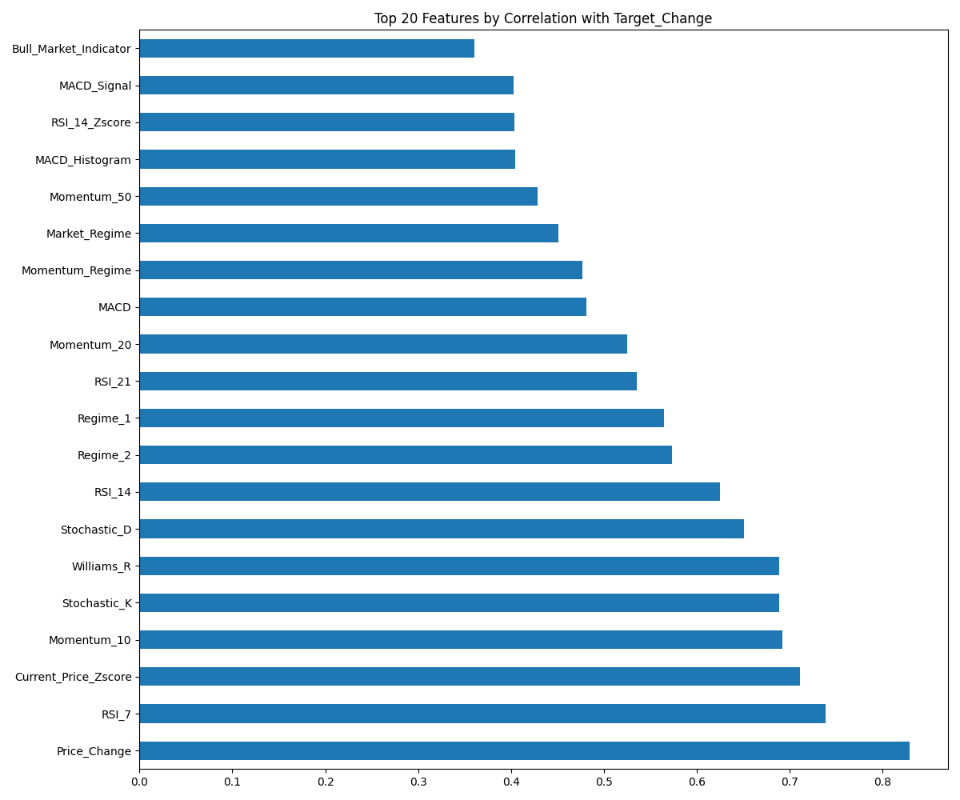 Top 20 Features by Correlation with Target_Change
Bull_Market_Indicator
MACD_Signal
RSI_14_Zscore
MACD_Histogram
Momentum_50
Market_Regime
Momentum_Regime
MACD
Momentum_20
RSI_21
Regime_1
Regime_2
RSI_14
Stochastic_D
Williams_R
Stochastic_K
Momentum_10
Current_Price_Zscore
RSI_7
Price_Change
0.0 0.1 0.2 0.3 0.4 0.5 0.6 0.7 0.8